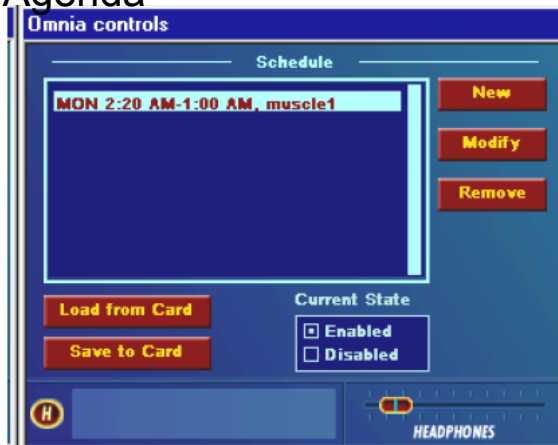 Agenda
Omnia controls
Schedule
MON 2:20 AM-1:00 AM, muscle1
New
Modify
Remove
Load from Card
Save to Card
Current State
Enabled
Disabled
H
HEADPHONES